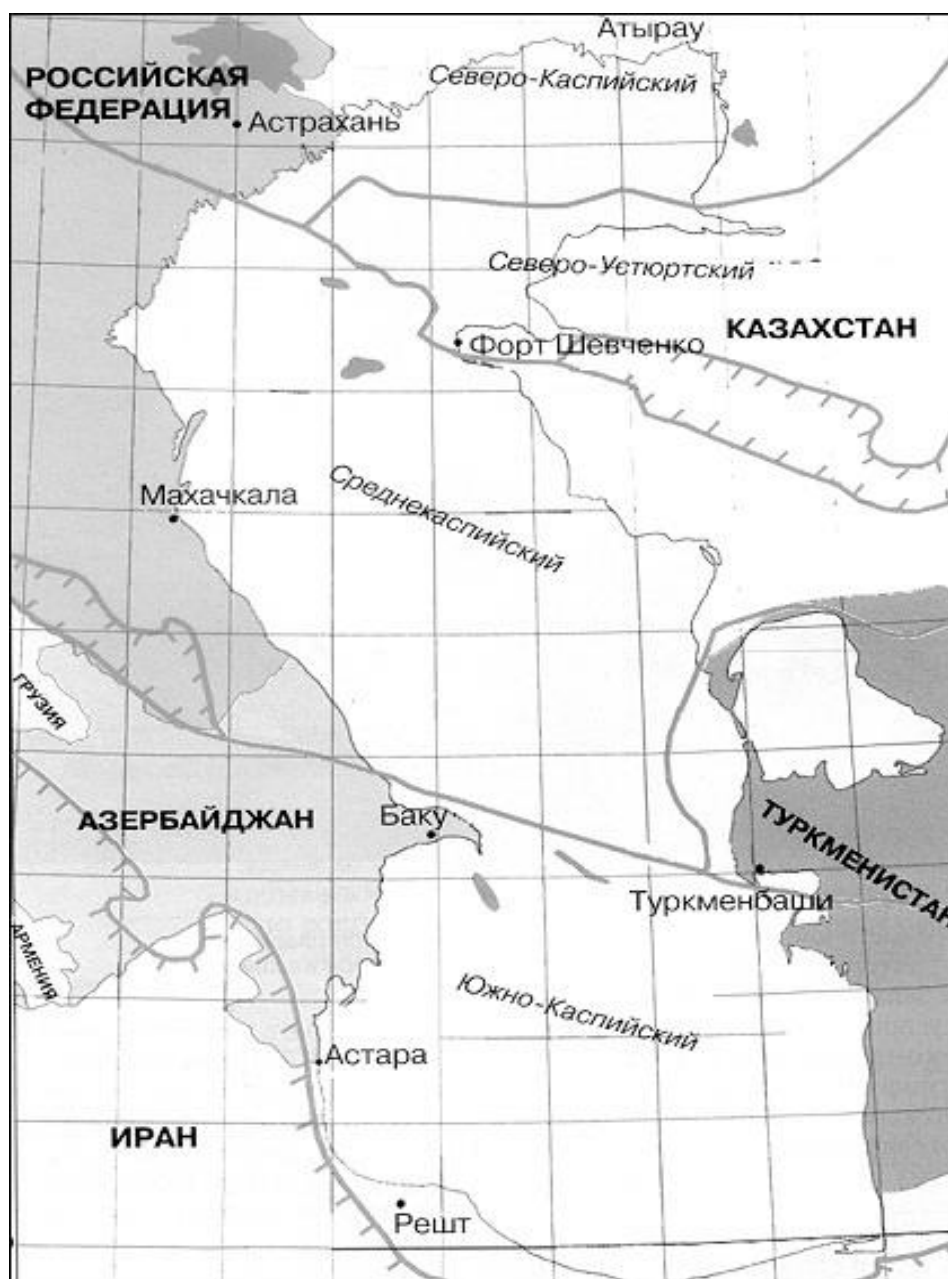 Атырау
РОССИЙСКАЯ
ФЕДЕРАЦИЯ
Северо-Каспийский
Астрахань
Северо-Устюртский
КАЗАХСТАН
Форт Шевченко
Среднекаспийский
Махачкала
ГРУЗИЯ
АЗЕРБАЙДЖАН
Баку
ТУРКМЕНИСТАН
Туркменбаши
АРМЕНИЯ
Южно-Каспийский
Астара
ИРАН
Решт